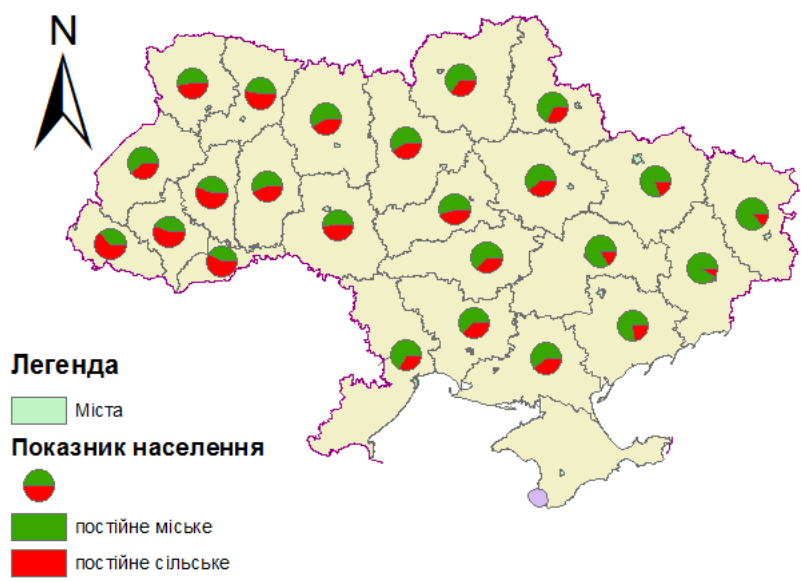 N
Легенда
Міста
Показник населення
постійне міське
постійне сільське